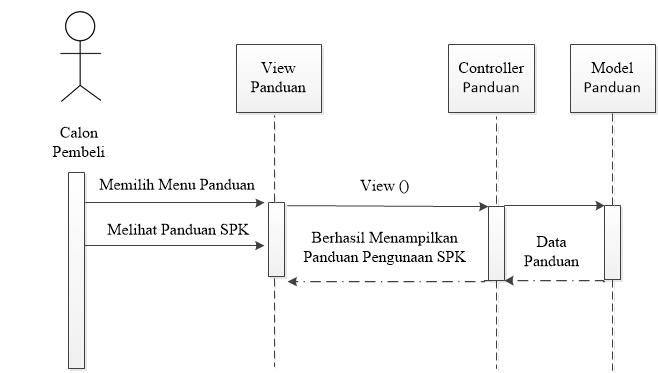 View
Panduan
Controller
Panduan
Model
Panduan
Calon
Pembeli
Memilih Menu Panduan
View ()
Melihat Panduan SPK
Berhasil Menampilkan
Panduan Pengunaan SPK
Data
Panduan